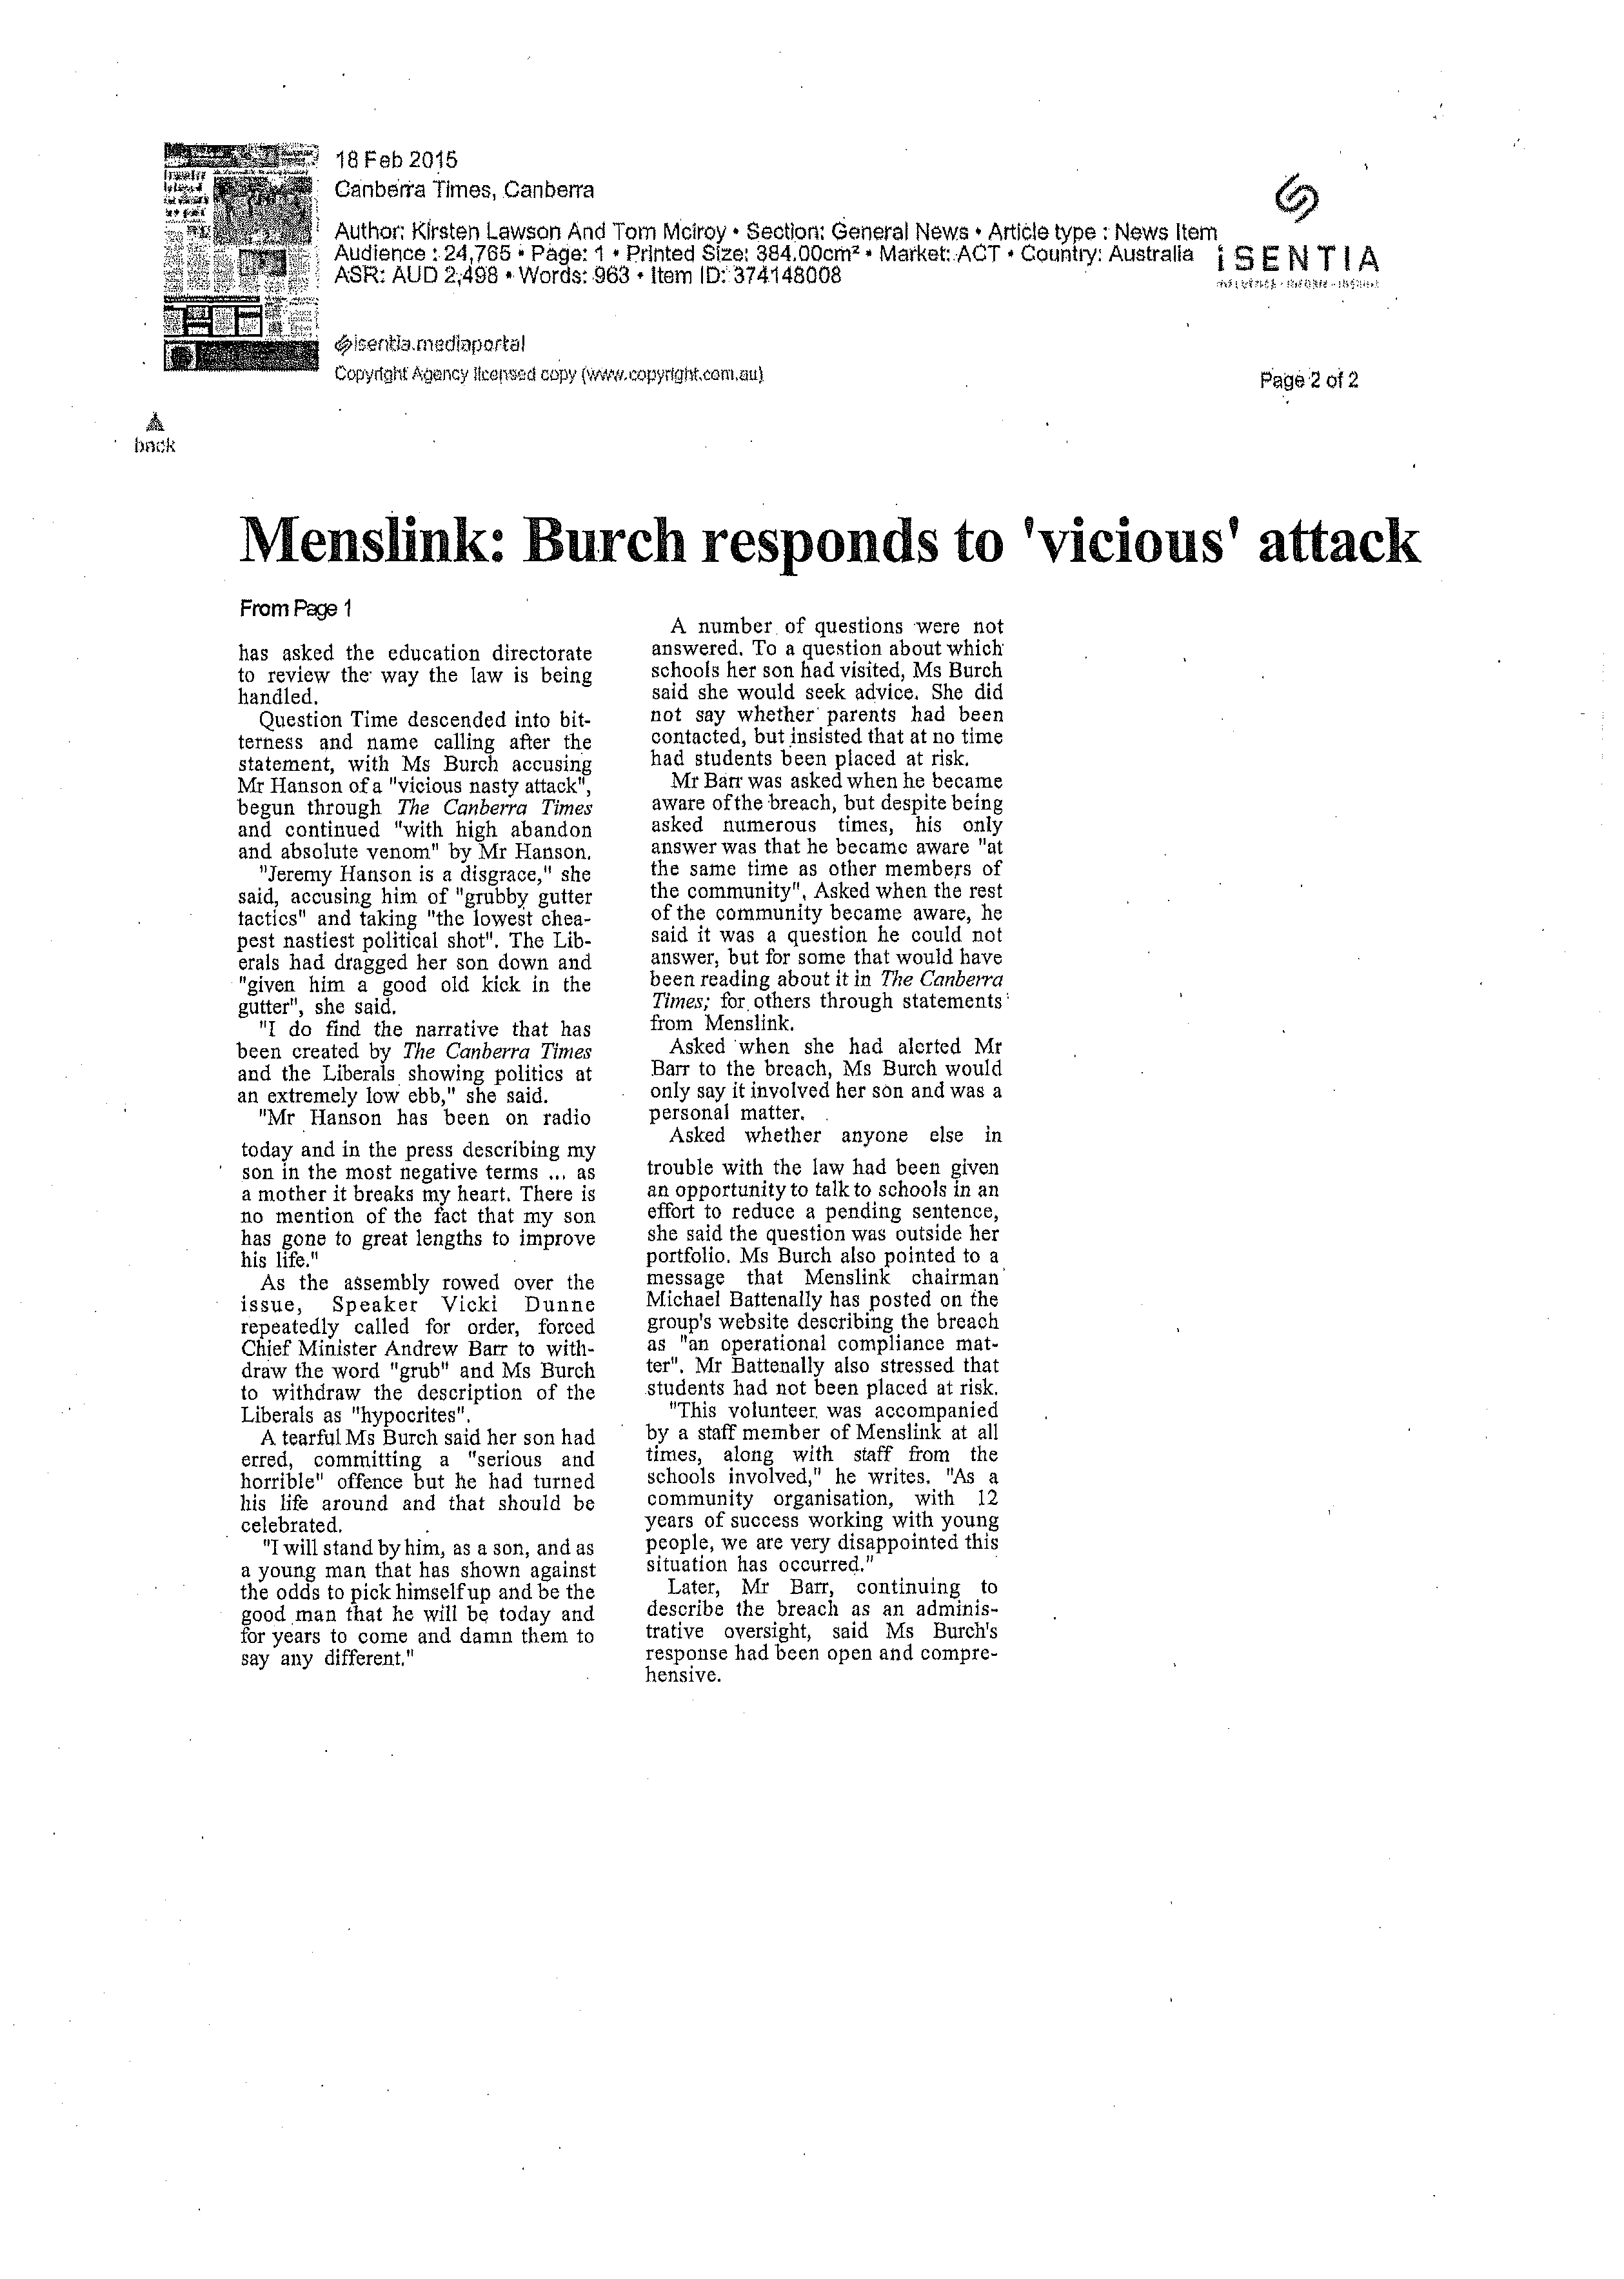 18 Feb 2015
Canberra Times, Canberra
Author: Kirsten Lawson And Tom Mcilroy • Section: General News • Article type : News Item
Audience : 24,765 • Page: 1 • Printed Size: 384.00cm² • Market: ACT • Country: Australia
ASR: AUD 2,498 • Words: 963 • Item ID: 374148008
iSENTIA
isentia.mediaportal
Copyright Agency licensed copy (www.copyright.com.au)
Page 2 of 2
back
Menslink: Burch responds to 'vicious' attack
From Page 1
has asked the education directorate
to review the way the law is being
handled.
Question Time descended into bit-
terness and name calling after the
statement, with Ms Burch accusing
Mr Hanson of a "vicious nasty attack",
begun through The Canberra Times
and continued "with high abandon
and absolute venom" by Mr Hanson.
"Jeremy Hanson is a disgrace," she
said, accusing him of "grubby gutter
tactics" and taking "the lowest chea-
pest nastiest political shot". The Lib-
erals had dragged her son down and
"given him a good old kick in the
gutter", she said.
"I do find the narrative that has
been created by The Canberra Times
and the Liberals showing politics at
an extremely low ebb," she said.
"Mr Hanson has been on radio
today and in the press describing my
son in the most negative terms ... as
a mother it breaks my heart. There is
no mention of the fact that my son
has gone to great lengths to improve
his life."
As the assembly rowed over the
issue, Speaker Vicki Dunne
repeatedly called for order, forced
Chief Minister Andrew Barr to with-
draw the word "grub" and Ms Burch
to withdraw the description of the
Liberals as "hypocrites".
A tearful Ms Burch said her son had
erred, committing a "serious and
horrible" offence but he had turned
his life around and that should be
celebrated.
"I will stand by him, as a son, and as
a young man that has shown against
the odds to pick himself up and be the
good man that he will be today and
for years to come and damn them to
say any different."
A number of questions were not
answered. To a question about which
schools her son had visited, Ms Burch
said she would seek advice. She did
not say whether parents had been
contacted, but insisted that at no time
had students been placed at risk.
Mr Barr was asked when he became
aware of the breach, but despite being
asked numerous times, his only
answer was that he became aware "at
the same time as other members of
the community". Asked when the rest
of the community became aware, he
said it was a question he could not
answer, but for some that would have
been reading about it in The Canberra
Times; for others through statements
from Menslink.
Asked when she had alerted Mr
Barr to the breach, Ms Burch would
only say it involved her son and was a
personal matter.
Asked whether anyone else in
trouble with the law had been given
an opportunity to talk to schools in an
effort to reduce a pending sentence,
she said the question was outside her
portfolio. Ms Burch also pointed to a
message that Menslink chairman
Michael Battenally has posted on the
group's website describing the breach
as "an operational compliance mat-
ter". Mr Battenally also stressed that
students had not been placed at risk.
"This volunteer was accompanied
by a staff member of Menslink at all
times, along with staff from the
schools involved," he writes. "As a
community organisation, with 12
years of success working with young
people, we are very disappointed this
situation has occurred."
Later, Mr Barr, continuing to
describe the breach as an adminis-
trative oversight, said Ms Burch's
response had been open and compre-
hensive.